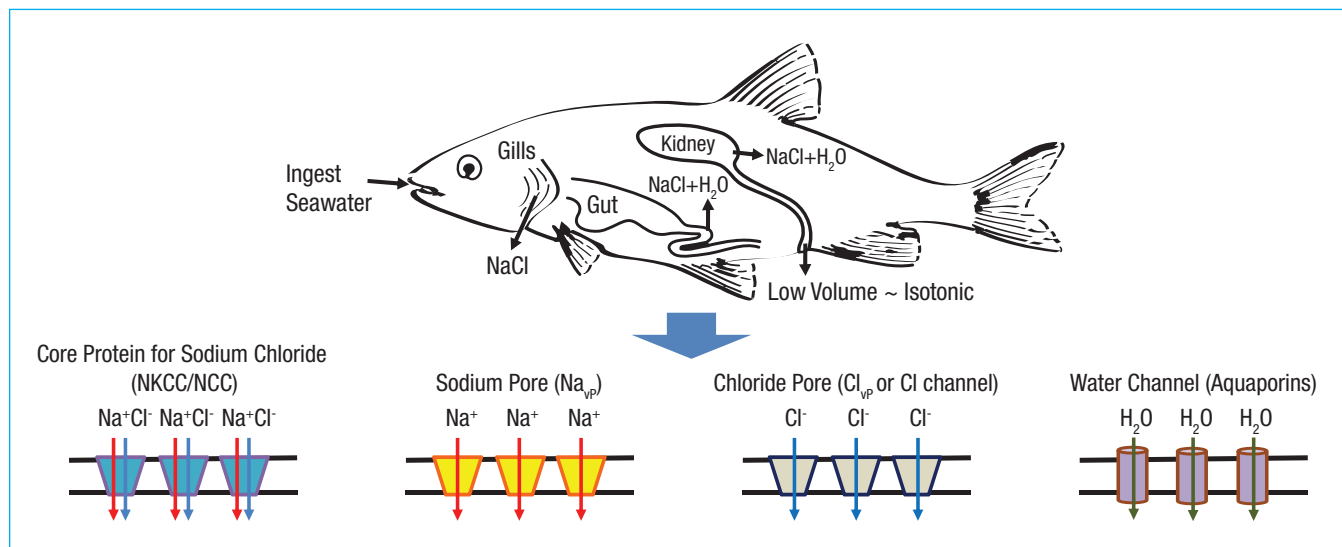 Ingest
Seawater
Gills
NaCl
Gut
NaCl+H₂O
Kidney
NaCl+H₂O
Low Volume ~ Isotonic
Core Protein for Sodium Chloride
(NKCC/NCC)
Na⁺Cl⁻ Na⁺Cl⁻ Na⁺Cl⁻
Sodium Pore (Na_vP)
Na⁺ Na⁺ Na⁺
Chloride Pore (Cl_vP or Cl channel)
Cl⁻ Cl⁻ Cl⁻
Water Channel (Aquaporins)
H₂O H₂O H₂O